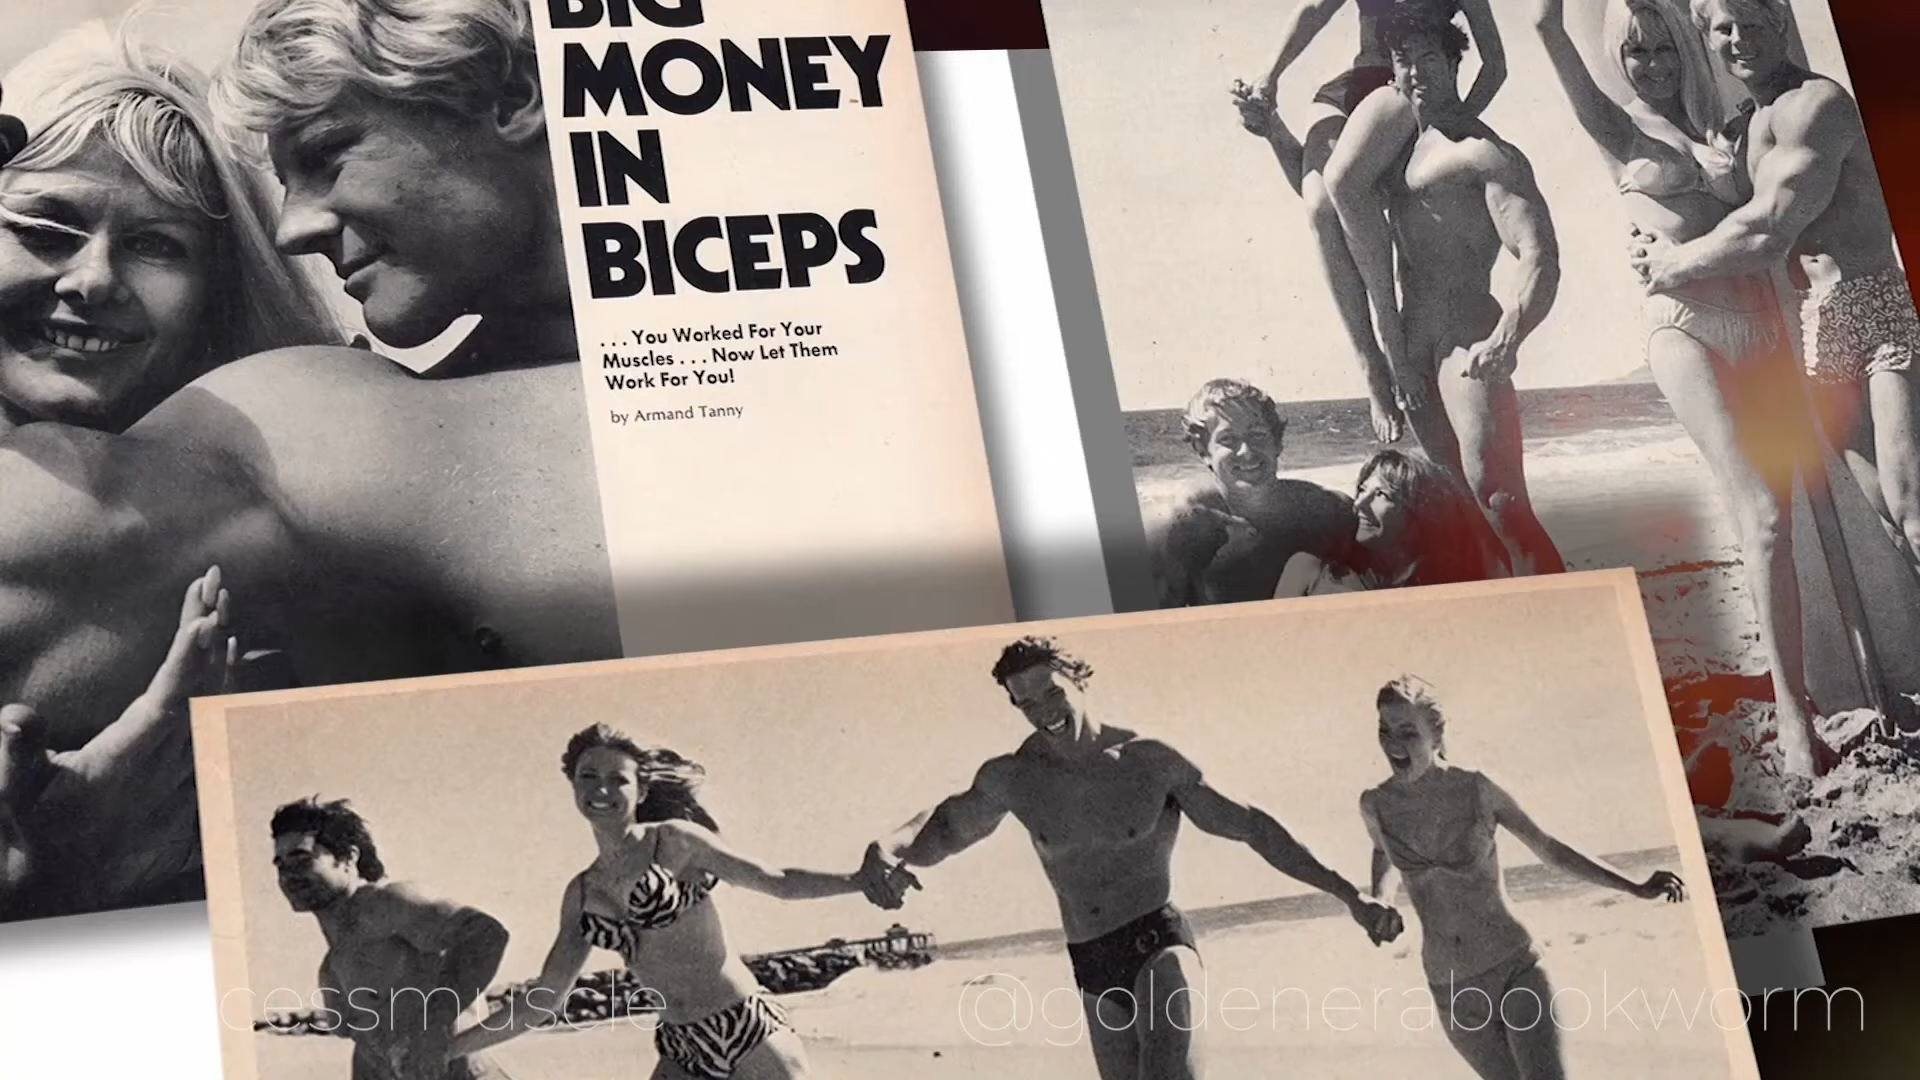 BIG
MONEY
IN
BICEPS
. . . You Worked For Your
Muscles . . . Now Let Them
Work For You!
by Armand Tanny
cessmuscle @goldenerabookworm